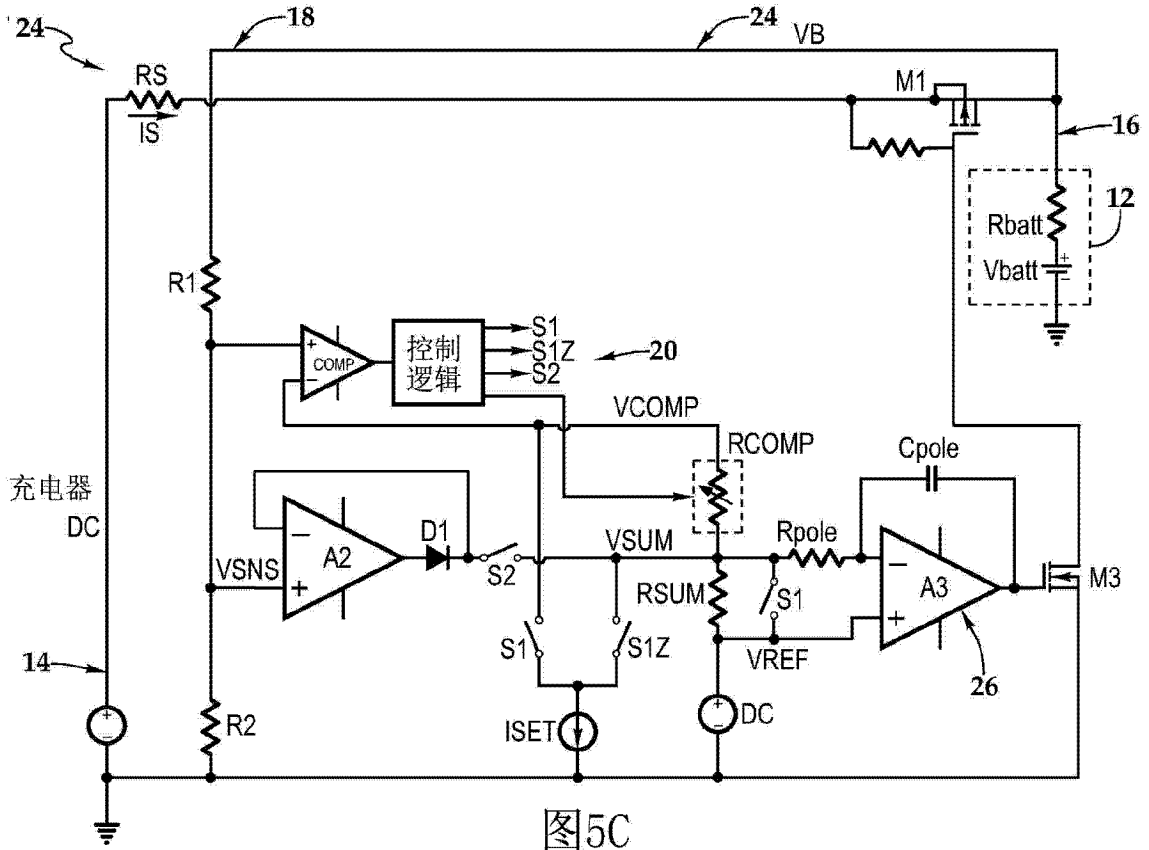 24
18
24
VB
RS
IS
M1
16
12
Rbatt
Vbatt
+
−
R1
+
COMP
−
控制
逻辑
S1
S1Z
S2
20
VCOMP
RCOMP
Cpole
充电器
DC
−
A2
+
VSNS
D1
S2
VSUM
Rpole
RSUM
S1
−
A3
+
M3
S1
S1Z
VREF
26
14
+
−
R2
ISET
+
−
DC
图5C